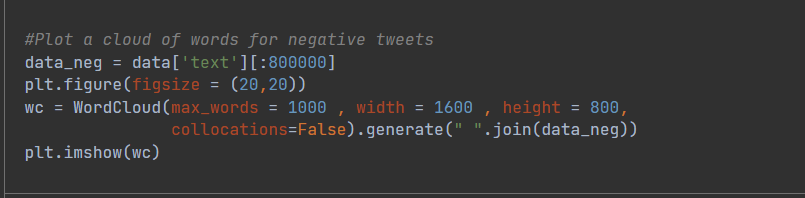 #Plot a cloud of words for negative tweets
data_neg = data['text'][:800000]
plt.figure(figsize = (20,20))
wc = WordCloud(max_words = 1000 , width = 1600 , height = 800,
collocations=False).generate(" ".join(data_neg))
plt.imshow(wc)